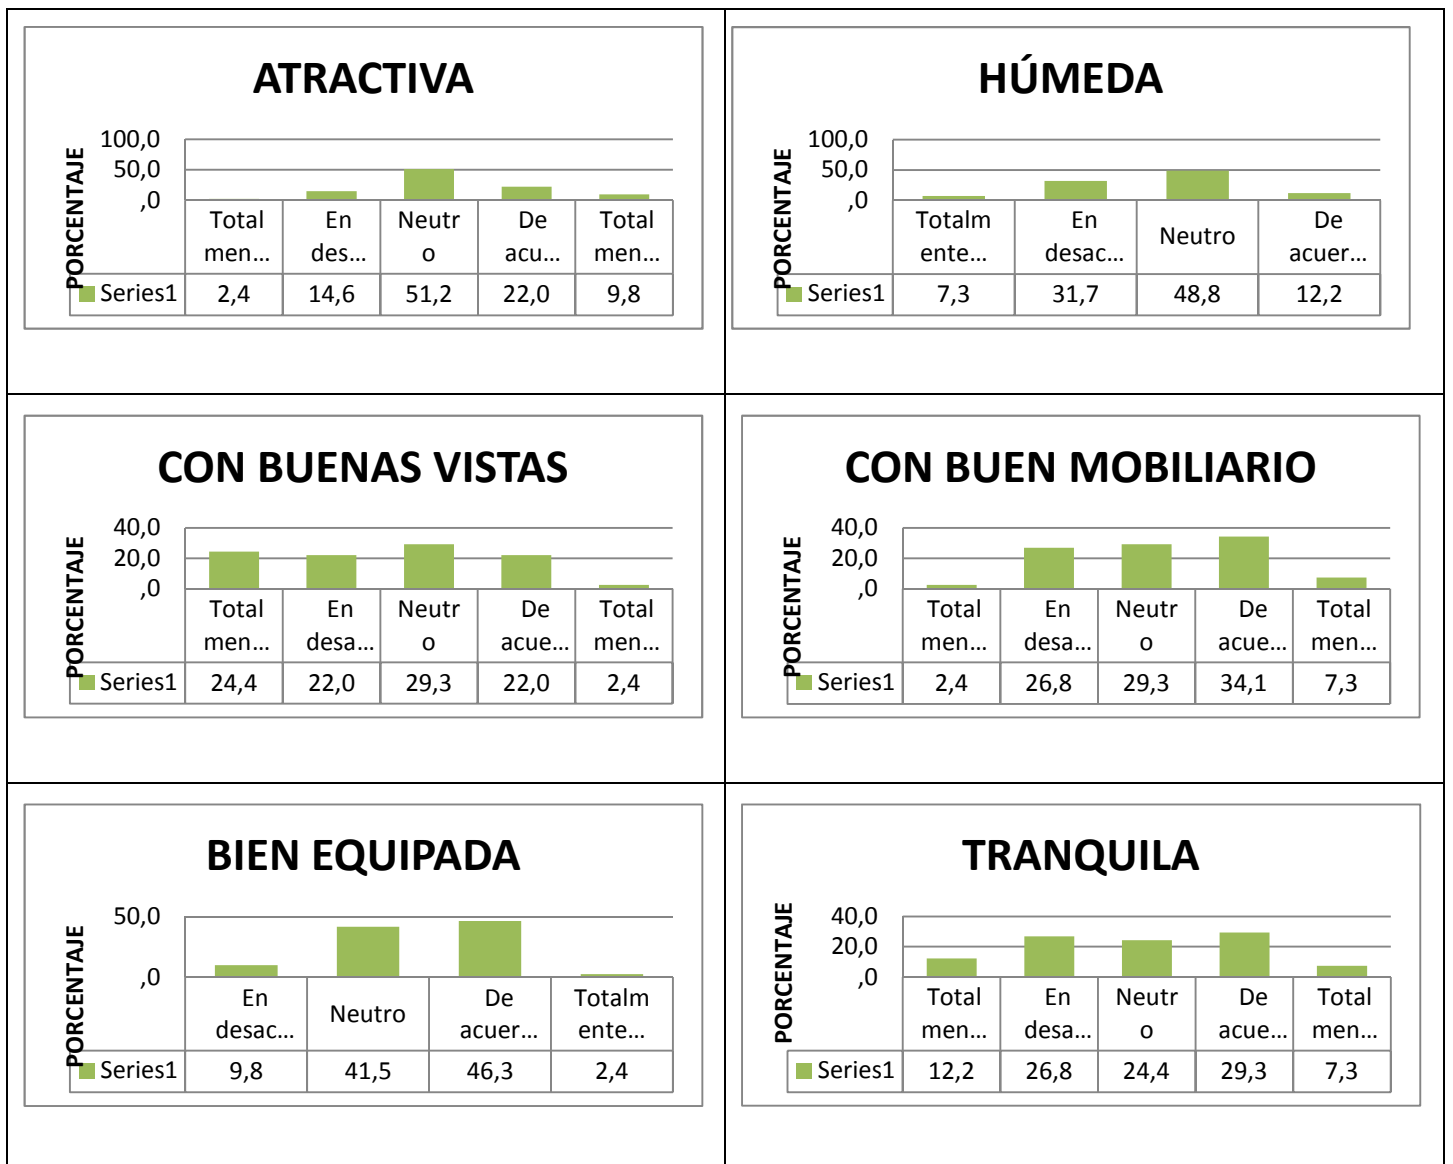 ATRACTIVA
PORCENTAJE
100,0
50,0
,0
Total En Neutr De Total
men... des... o acu... men...
Series1 2,4 14,6 51,2 22,0 9,8
HÚMEDA
PORCENTAJE
100,0
50,0
,0
Totalm En Neutro De
ente... desac... acuer...
Series1 7,3 31,7 48,8 12,2
CON BUENAS VISTAS
PORCENTAJE
40,0
20,0
,0
Total En Neutr De Total
men... desa... o acue... men...
Series1 24,4 22,0 29,3 22,0 2,4
CON BUEN MOBILIARIO
PORCENTAJE
40,0
20,0
,0
Total En Neutr De Total
men... desa... o acue... men...
Series1 2,4 26,8 29,3 34,1 7,3
BIEN EQUIPADA
PORCENTAJE
50,0
,0
En Neutro De Totalm
desac... acuer... ente...
Series1 9,8 41,5 46,3 2,4
TRANQUILA
PORCENTAJE
40,0
20,0
,0
Total En Neutr De Total
men... desa... o acue... men...
Series1 12,2 26,8 24,4 29,3 7,3